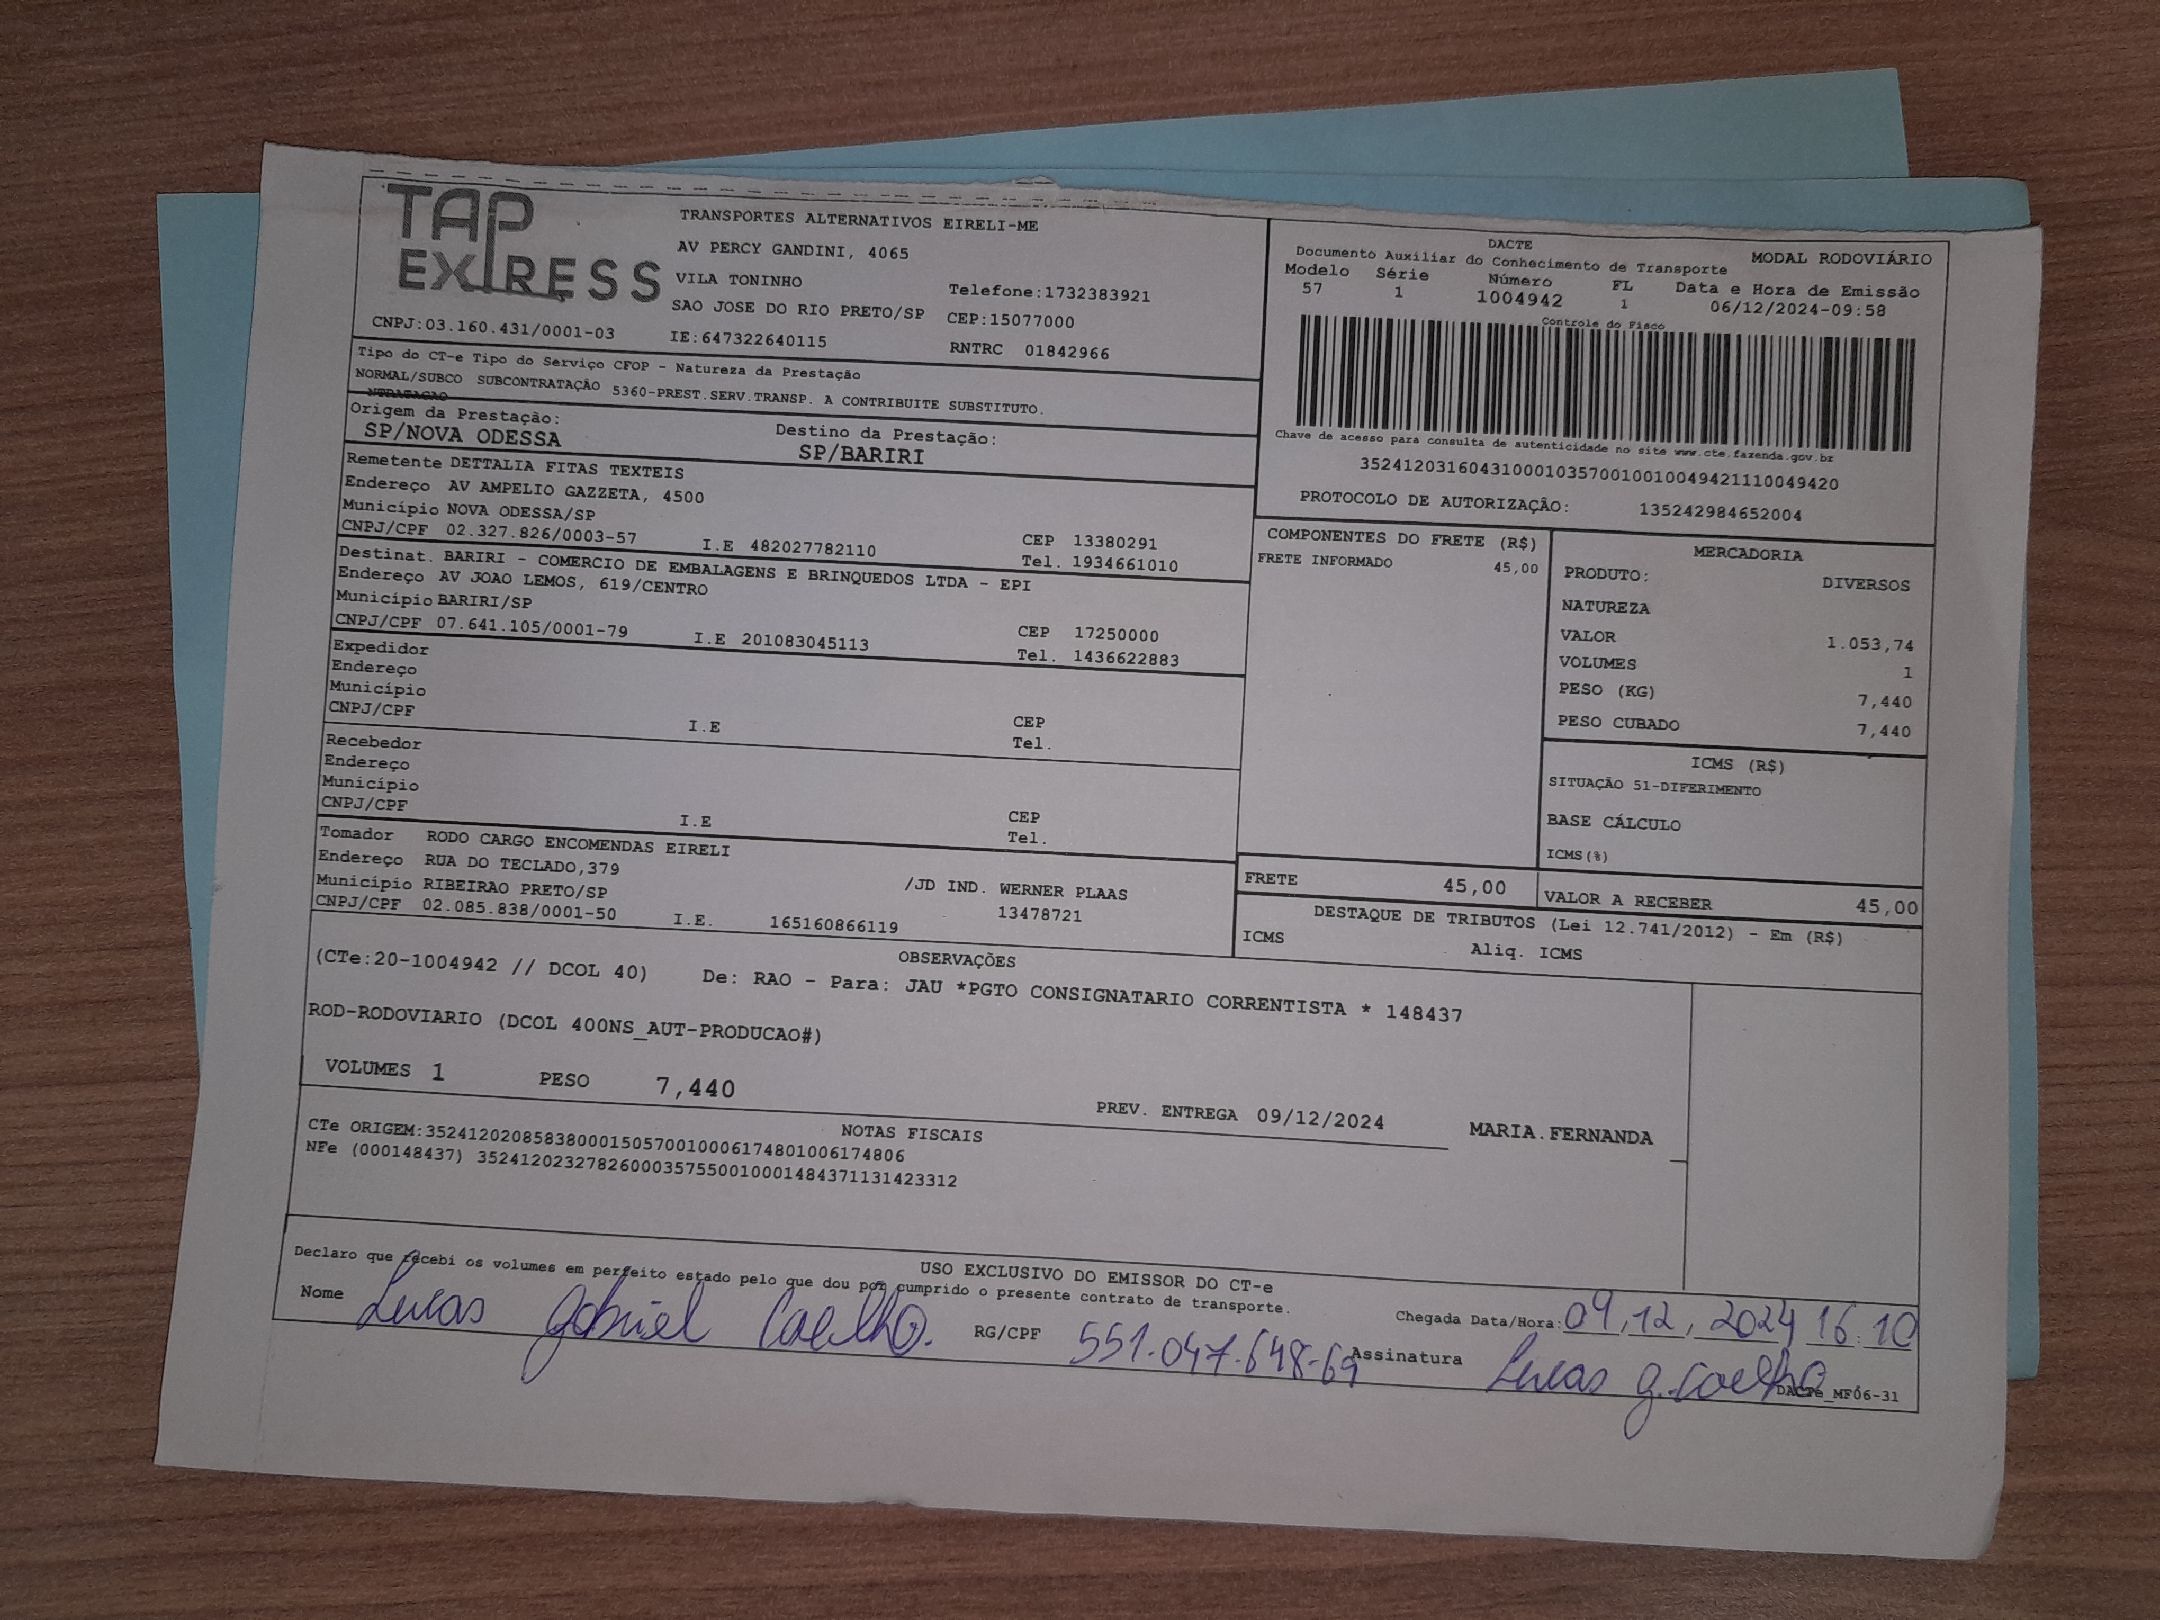 TAP EXPRESS
TRANSPORTES ALTERNATIVOS EIRELI-ME
AV PERCY GANDINI, 4065
VILA TONINHO
Telefone:1732383921
SAO JOSE DO RIO PRETO/SP CEP:15077000
CNPJ:03.160.431/0001-03 IE:647322640115 RNTRC 01842966
DACTE
MODAL RODOVIÁRIO
Documento Auxiliar do Conhecimento de Transporte
Modelo Série Número FL Data e Hora de Emissão
57 1 1004942 1 06/12/2024-09:58
Controle do Fisco
Chave de acesso para consulta de autenticidade no site www.cte.fazenda.gov.br
35241203160431000103570010010049421110049420
PROTOCOLO DE AUTORIZAÇÃO: 135242984652004
Tipo do CT-e Tipo do Serviço CFOP - Natureza da Prestação
NORMAL/SUBCO SUBCONTRATAÇÃO 5360-PREST.SERV.TRANSP. A CONTRIBUITE SUBSTITUTO.
NTRATACAO
Origem da Prestação: Destino da Prestação:
SP/NOVA ODESSA SP/BARIRI
Remetente DETTALIA FITAS TEXTEIS
Endereço AV AMPELIO GAZZETA, 4500
Município NOVA ODESSA/SP
CNPJ/CPF 02.327.826/0003-57 I.E 482027782110 CEP 13380291
Tel. 1934661010
Destinat. BARIRI - COMERCIO DE EMBALAGENS E BRINQUEDOS LTDA - EPI
Endereço AV JOAO LEMOS, 619/CENTRO
Município BARIRI/SP
CNPJ/CPF 07.641.105/0001-79 I.E 201083045113 CEP 17250000
Tel. 1436622883
Expedidor
Endereço
Município
CNPJ/CPF I.E CEP
Tel.
Recebedor
Endereço
Município
CNPJ/CPF I.E CEP
Tel.
Tomador RODO CARGO ENCOMENDAS EIRELI
Endereço RUA DO TECLADO,379 /JD IND. WERNER PLAAS
Município RIBEIRAO PRETO/SP 13478721
CNPJ/CPF 02.085.838/0001-50 I.E. 165160866119
COMPONENTES DO FRETE (R$)
FRETE INFORMADO 45,00
MERCADORIA
PRODUTO: DIVERSOS
NATUREZA
VALOR 1.053,74
VOLUMES 1
PESO (KG) 7,440
PESO CUBADO 7,440
ICMS (R$)
SITUAÇÃO 51-DIFERIMENTO
BASE CÁLCULO
ICMS(%)
FRETE 45,00 VALOR A RECEBER 45,00
DESTAQUE DE TRIBUTOS (Lei 12.741/2012) - Em (R$)
ICMS Aliq. ICMS
OBSERVAÇÕES
(CTe:20-1004942 // DCOL 40) De: RAO - Para: JAU *PGTO CONSIGNATARIO CORRENTISTA * 148437
ROD-RODOVIARIO (DCOL 400NS_AUT-PRODUCAO#)
VOLUMES 1 PESO 7,440
PREV. ENTREGA 09/12/2024 MARIA.FERNANDA
NOTAS FISCAIS
CTe ORIGEM:35241202085838000150570010006174801006174806
NFe (000148437) 35241202327826000357550010001484371131423312
USO EXCLUSIVO DO EMISSOR DO CT-e
Declaro que recebi os volumes em perfeito estado pelo que dou por cumprido o presente contrato de transporte.
Chegada Data/Hora: 09,12,2024 16:10
Nome Lucas Gabriel Coelho. RG/CPF 551.047.648-69 Assinatura Lucas g. Coelho
DACTe_MF06-31